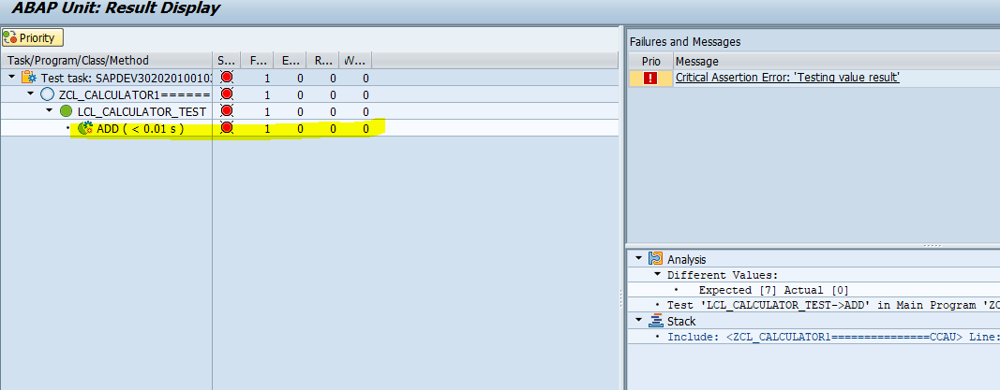 ABAP Unit: Result Display
Priority
Task/Program/Class/Method S... F... E... R... W...
Test task: SAPDEV30202010010 1 0 0 0
ZCL_CALCULATOR1====== 1 0 0 0
LCL_CALCULATOR_TEST 1 0 0 0
ADD ( < 0.01 s ) 1 0 0 0
Failures and Messages
Prio Message
Critical Assertion Error: 'Testing value result'
Analysis
Different Values:
Expected [7] Actual [0]
Test 'LCL_CALCULATOR_TEST->ADD' in Main Program 'ZC
Stack
Include: <ZCL_CALCULATOR1===============CCAU> Line: